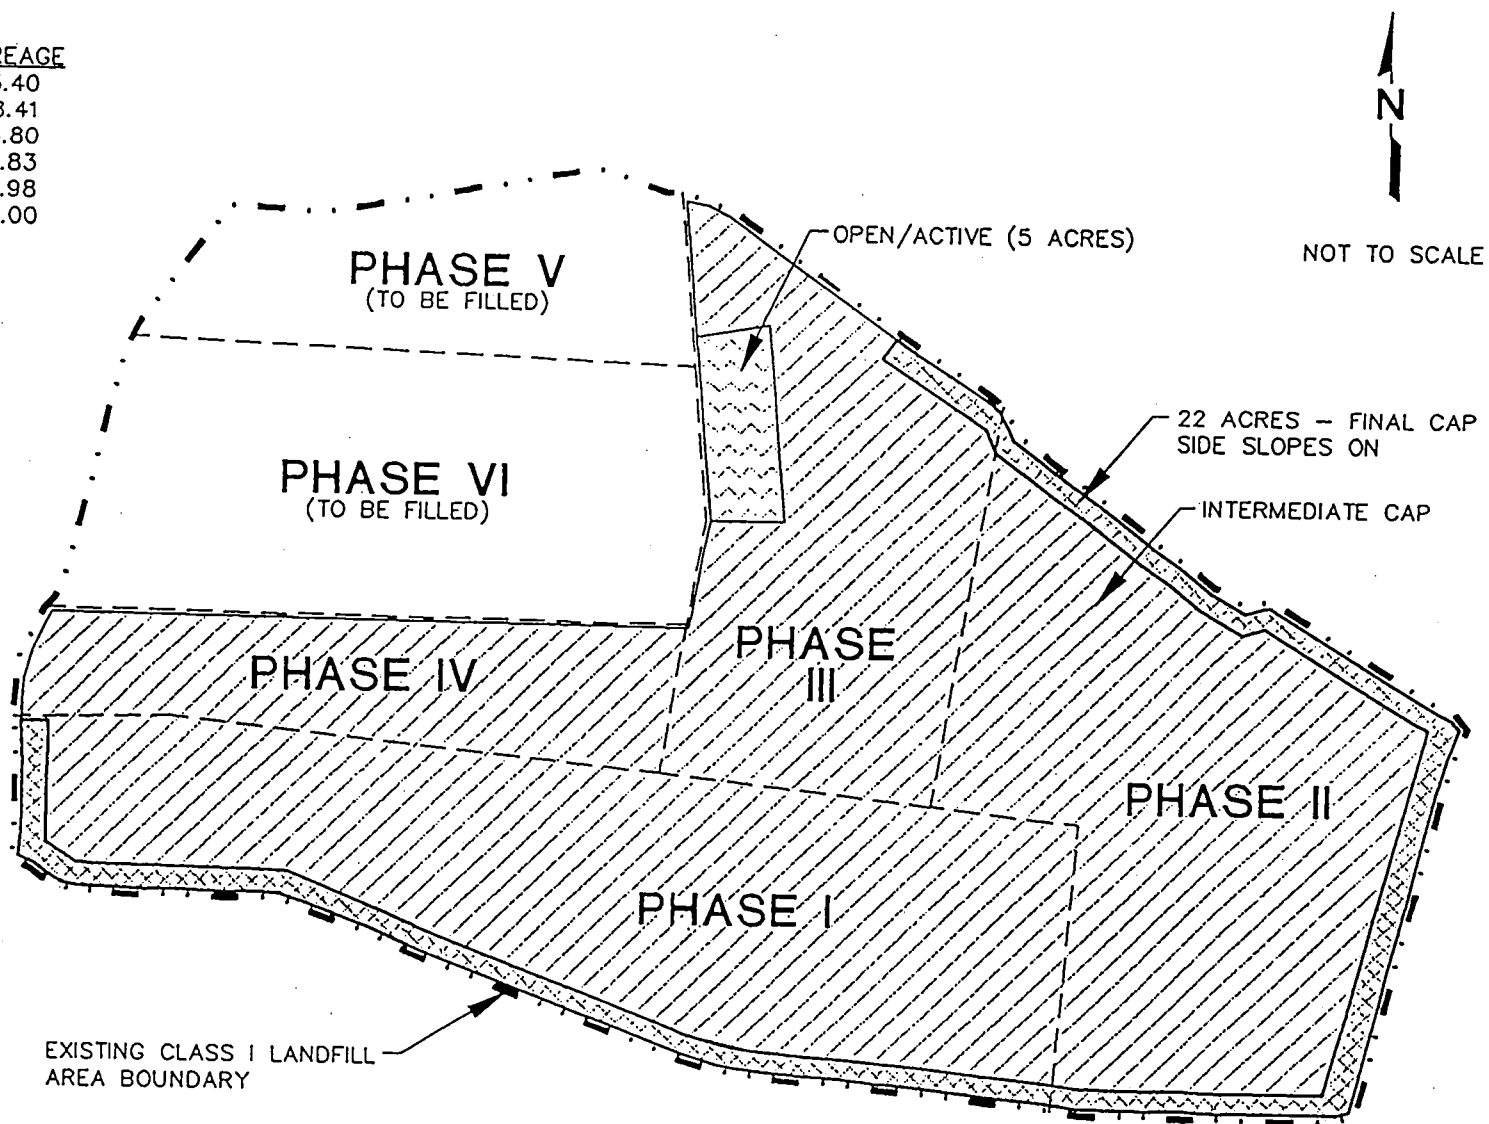 REAGE
.40
.41
.80
.83
.98
.00
N
NOT TO SCALE
OPEN/ACTIVE (5 ACRES)
PHASE V
(TO BE FILLED)
22 ACRES – FINAL CAP
SIDE SLOPES ON
PHASE VI
(TO BE FILLED)
INTERMEDIATE CAP
PHASE
III
PHASE IV
PHASE II
PHASE I
EXISTING CLASS I LANDFILL
AREA BOUNDARY